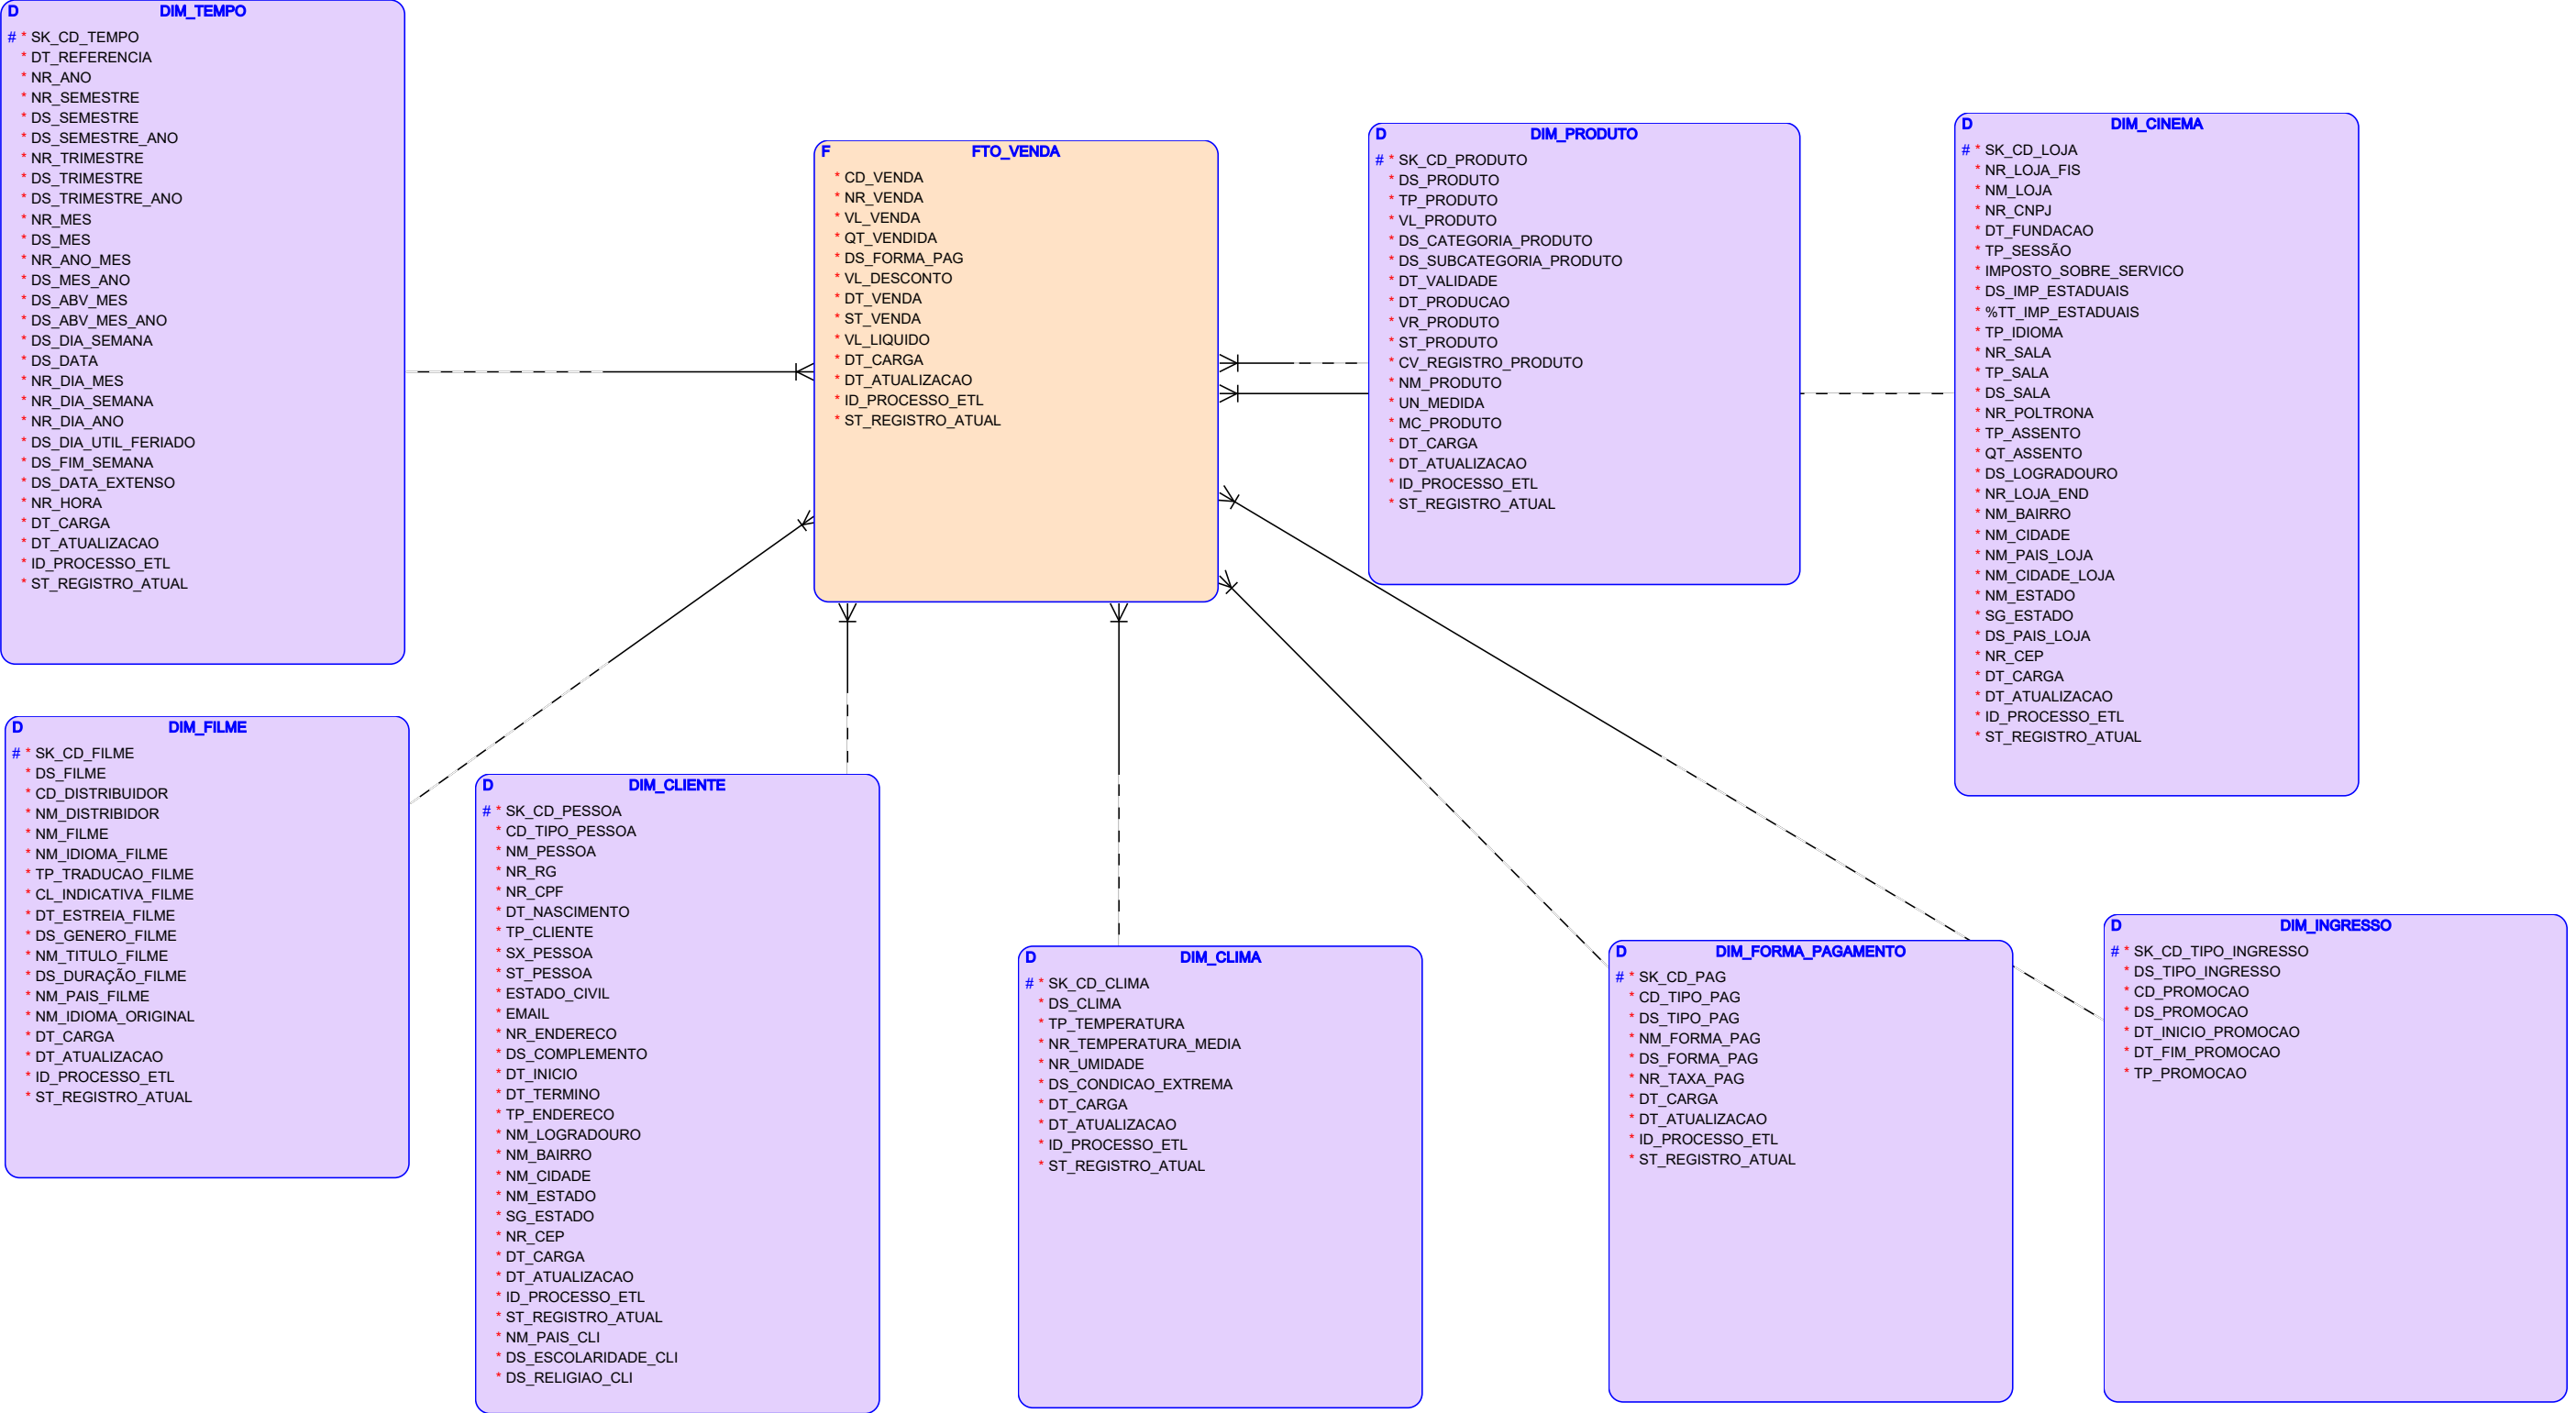 D DIM_TEMPO
# * SK_CD_TEMPO
* DT_REFERENCIA
* NR_ANO
* NR_SEMESTRE
* DS_SEMESTRE
* DS_SEMESTRE_ANO
* NR_TRIMESTRE
* DS_TRIMESTRE
* DS_TRIMESTRE_ANO
* NR_MES
* DS_MES
* NR_ANO_MES
* DS_MES_ANO
* DS_ABV_MES
* DS_ABV_MES_ANO
* DS_DIA_SEMANA
* DS_DATA
* NR_DIA_MES
* NR_DIA_SEMANA
* NR_DIA_ANO
* DS_DIA_UTIL_FERIADO
* DS_FIM_SEMANA
* DS_DATA_EXTENSO
* NR_HORA
* DT_CARGA
* DT_ATUALIZACAO
* ID_PROCESSO_ETL
* ST_REGISTRO_ATUAL
F FTO_VENDA
* CD_VENDA
* NR_VENDA
* VL_VENDA
* QT_VENDIDA
* DS_FORMA_PAG
* VL_DESCONTO
* DT_VENDA
* ST_VENDA
* VL_LIQUIDO
* DT_CARGA
* DT_ATUALIZACAO
* ID_PROCESSO_ETL
* ST_REGISTRO_ATUAL
D DIM_PRODUTO
# * SK_CD_PRODUTO
* DS_PRODUTO
* TP_PRODUTO
* VL_PRODUTO
* DS_CATEGORIA_PRODUTO
* DS_SUBCATEGORIA_PRODUTO
* DT_VALIDADE
* DT_PRODUCAO
* VR_PRODUTO
* ST_PRODUTO
* CV_REGISTRO_PRODUTO
* NM_PRODUTO
* UN_MEDIDA
* MC_PRODUTO
* DT_CARGA
* DT_ATUALIZACAO
* ID_PROCESSO_ETL
* ST_REGISTRO_ATUAL
D DIM_CINEMA
# * SK_CD_LOJA
* NR_LOJA_FIS
* NM_LOJA
* NR_CNPJ
* DT_FUNDACAO
* TP_SESSÃO
* IMPOSTO_SOBRE_SERVICO
* DS_IMP_ESTADUAIS
* %TT_IMP_ESTADUAIS
* TP_IDIOMA
* NR_SALA
* TP_SALA
* DS_SALA
* NR_POLTRONA
* TP_ASSENTO
* QT_ASSENTO
* DS_LOGRADOURO
* NR_LOJA_END
* NM_BAIRRO
* NM_CIDADE
* NM_PAIS_LOJA
* NM_CIDADE_LOJA
* NM_ESTADO
* SG_ESTADO
* DS_PAIS_LOJA
* NR_CEP
* DT_CARGA
* DT_ATUALIZACAO
* ID_PROCESSO_ETL
* ST_REGISTRO_ATUAL
D DIM_FILME
# * SK_CD_FILME
* DS_FILME
* CD_DISTRIBUIDOR
* NM_DISTRIBIDOR
* NM_FILME
* NM_IDIOMA_FILME
* TP_TRADUCAO_FILME
* CL_INDICATIVA_FILME
* DT_ESTREIA_FILME
* DS_GENERO_FILME
* NM_TITULO_FILME
* DS_DURAÇÃO_FILME
* NM_PAIS_FILME
* NM_IDIOMA_ORIGINAL
* DT_CARGA
* DT_ATUALIZACAO
* ID_PROCESSO_ETL
* ST_REGISTRO_ATUAL
D DIM_CLIENTE
# * SK_CD_PESSOA
* CD_TIPO_PESSOA
* NM_PESSOA
* NR_RG
* NR_CPF
* DT_NASCIMENTO
* TP_CLIENTE
* SX_PESSOA
* ST_PESSOA
* ESTADO_CIVIL
* EMAIL
* NR_ENDERECO
* DS_COMPLEMENTO
* DT_INICIO
* DT_TERMINO
* TP_ENDERECO
* NM_LOGRADOURO
* NM_BAIRRO
* NM_CIDADE
* NM_ESTADO
* SG_ESTADO
* NR_CEP
* DT_CARGA
* DT_ATUALIZACAO
* ID_PROCESSO_ETL
* ST_REGISTRO_ATUAL
* NM_PAIS_CLI
* DS_ESCOLARIDADE_CLI
* DS_RELIGIAO_CLI
D DIM_CLIMA
# * SK_CD_CLIMA
* DS_CLIMA
* TP_TEMPERATURA
* NR_TEMPERATURA_MEDIA
* NR_UMIDADE
* DS_CONDICAO_EXTREMA
* DT_CARGA
* DT_ATUALIZACAO
* ID_PROCESSO_ETL
* ST_REGISTRO_ATUAL
D DIM_FORMA_PAGAMENTO
# * SK_CD_PAG
* CD_TIPO_PAG
* DS_TIPO_PAG
* NM_FORMA_PAG
* DS_FORMA_PAG
* NR_TAXA_PAG
* DT_CARGA
* DT_ATUALIZACAO
* ID_PROCESSO_ETL
* ST_REGISTRO_ATUAL
D DIM_INGRESSO
# * SK_CD_TIPO_INGRESSO
* DS_TIPO_INGRESSO
* CD_PROMOCAO
* DS_PROMOCAO
* DT_INICIO_PROMOCAO
* DT_FIM_PROMOCAO
* TP_PROMOCAO